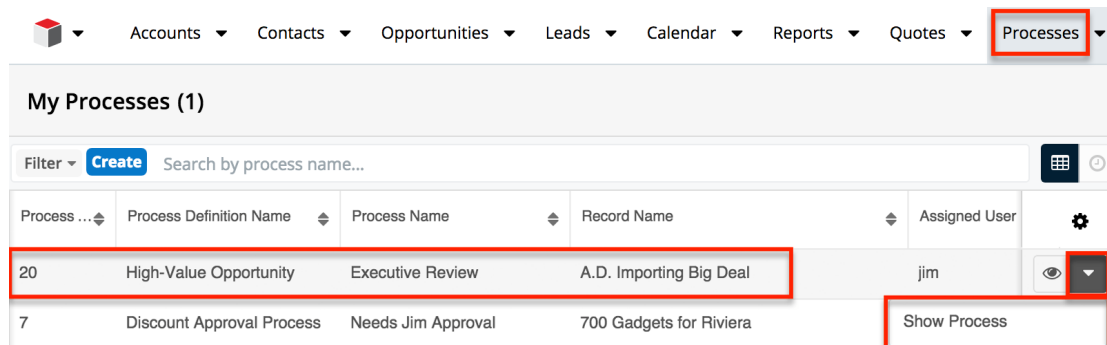 Accounts Contacts Opportunities Leads Calendar Reports Quotes Processes
My Processes (1)
Filter Create Search by process name...
Process ... Process Definition Name Process Name Record Name Assigned User
20 High-Value Opportunity Executive Review A.D. Importing Big Deal jim
7 Discount Approval Process Needs Jim Approval 700 Gadgets for Riviera Show Process